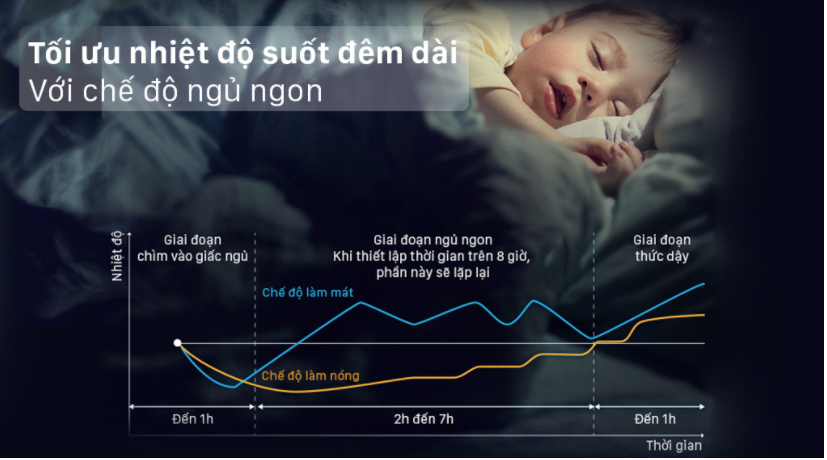 Tối ưu nhiệt độ suốt đêm dài
Với chế độ ngủ ngon
Nhiệt độ
Giai đoạn
chìm vào giấc ngủ
Giai đoạn ngủ ngon
Khi thiết lập thời gian trên 8 giờ,
phần này sẽ lặp lại
Giai đoạn
thức dậy
Chế độ làm mát
Chế độ làm nóng
Đến 1h
2h đến 7h
Đến 1h
Thời gian